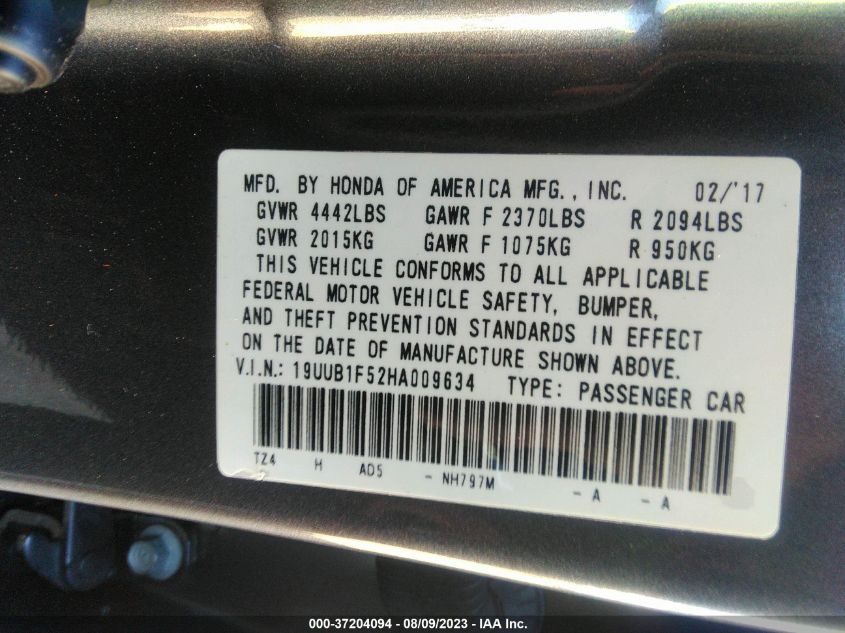 MFD. BY HONDA OF AMERICA MFG., INC. 02/'17
GVWR 4442LBS GAWR F 2370LBS R 2094LBS
GVWR 2015KG GAWR F 1075KG R 950KG
THIS VEHICLE CONFORMS TO ALL APPLICABLE
FEDERAL MOTOR VEHICLE SAFETY, BUMPER,
AND THEFT PREVENTION STANDARDS IN EFFECT
ON THE DATE OF MANUFACTURE SHOWN ABOVE.
V.I.N.: 19UUB1F52HA009634 TYPE: PASSENGER CAR
TZ4 H AD5 - NH797M - A - A
000-37204094 - 08/09/2023 - IAA Inc.